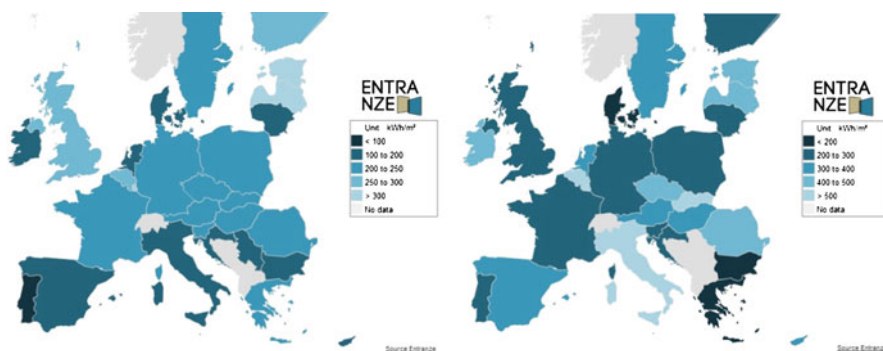 ENTRA
NZE
Unit kWh/m²
< 100
100 to 200
200 to 250
250 to 300
> 300
No data
Source Entranze
ENTRA
NZE
Unit kWh/m²
< 200
200 to 300
300 to 400
400 to 500
> 500
No data
Source Entranze